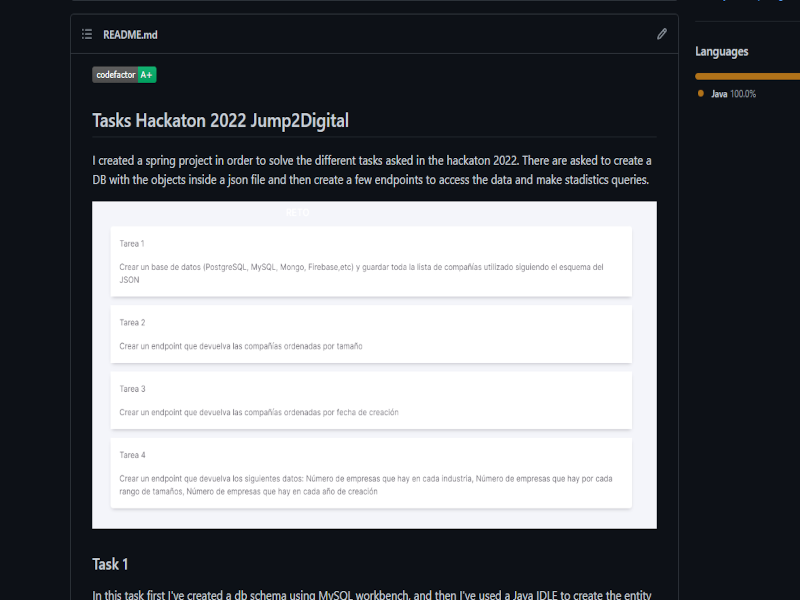 README.md
Languages
Java 100.0%
codefactor A+
Tasks Hackaton 2022 Jump2Digital
I created a spring project in order to solve the different tasks asked in the hackaton 2022. There are asked to create a
DB with the objects inside a json file and then create a few endpoints to access the data and make stadistics queries.
RETO
Tarea 1
Crear un base de datos (PostgreSQL, MySQL, Mongo, Firebase,etc) y guardar toda la lista de compañías utilizado siguiendo el esquema del
JSON
Tarea 2
Crear un endpoint que devuelva las compañías ordenadas por tamaño
Tarea 3
Crear un endpoint que devuelva las compañías ordenadas por fecha de creación
Tarea 4
Crear un endpoint que devuelva los siguientes datos: Número de empresas que hay en cada industria, Número de empresas que hay por cada
rango de tamaños, Número de empresas que hay en cada año de creación
Task 1
In this task first I've created a db schema using MySQL workbench, and then I've used a Java IDLE to create the entity